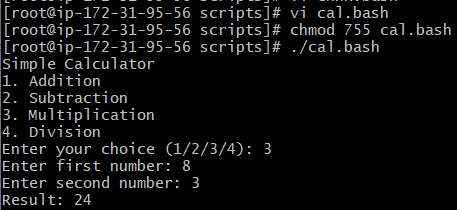 [root@ip-172-31-95-56 scripts]# vi cal.bash
[root@ip-172-31-95-56 scripts]# chmod 755 cal.bash
[root@ip-172-31-95-56 scripts]# ./cal.bash
Simple Calculator
1. Addition
2. Subtraction
3. Multiplication
4. Division
Enter your choice (1/2/3/4): 3
Enter first number: 8
Enter second number: 3
Result: 24